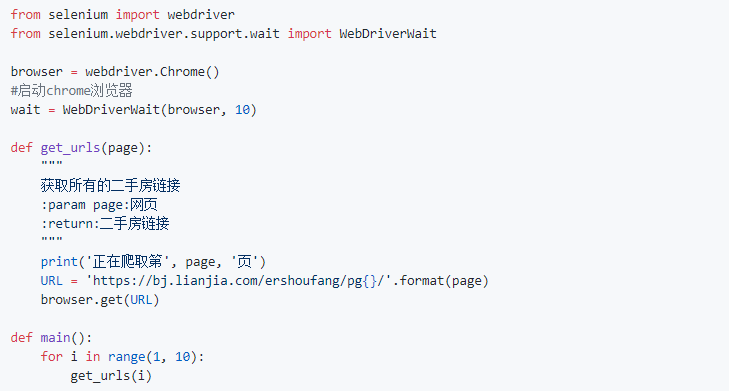 from selenium import webdriver
from selenium.webdriver.support.wait import WebDriverWait

browser = webdriver.Chrome()
#启动chrome浏览器
wait = WebDriverWait(browser, 10)

def get_urls(page):
    """
    获取所有的二手房链接
    :param page:网页
    :return:二手房链接
    """
    print('正在爬取第', page, '页')
    URL = 'https://bj.lianjia.com/ershoufang/pg{}/'.format(page)
    browser.get(URL)

def main():
    for i in range(1, 10):
        get_urls(i)